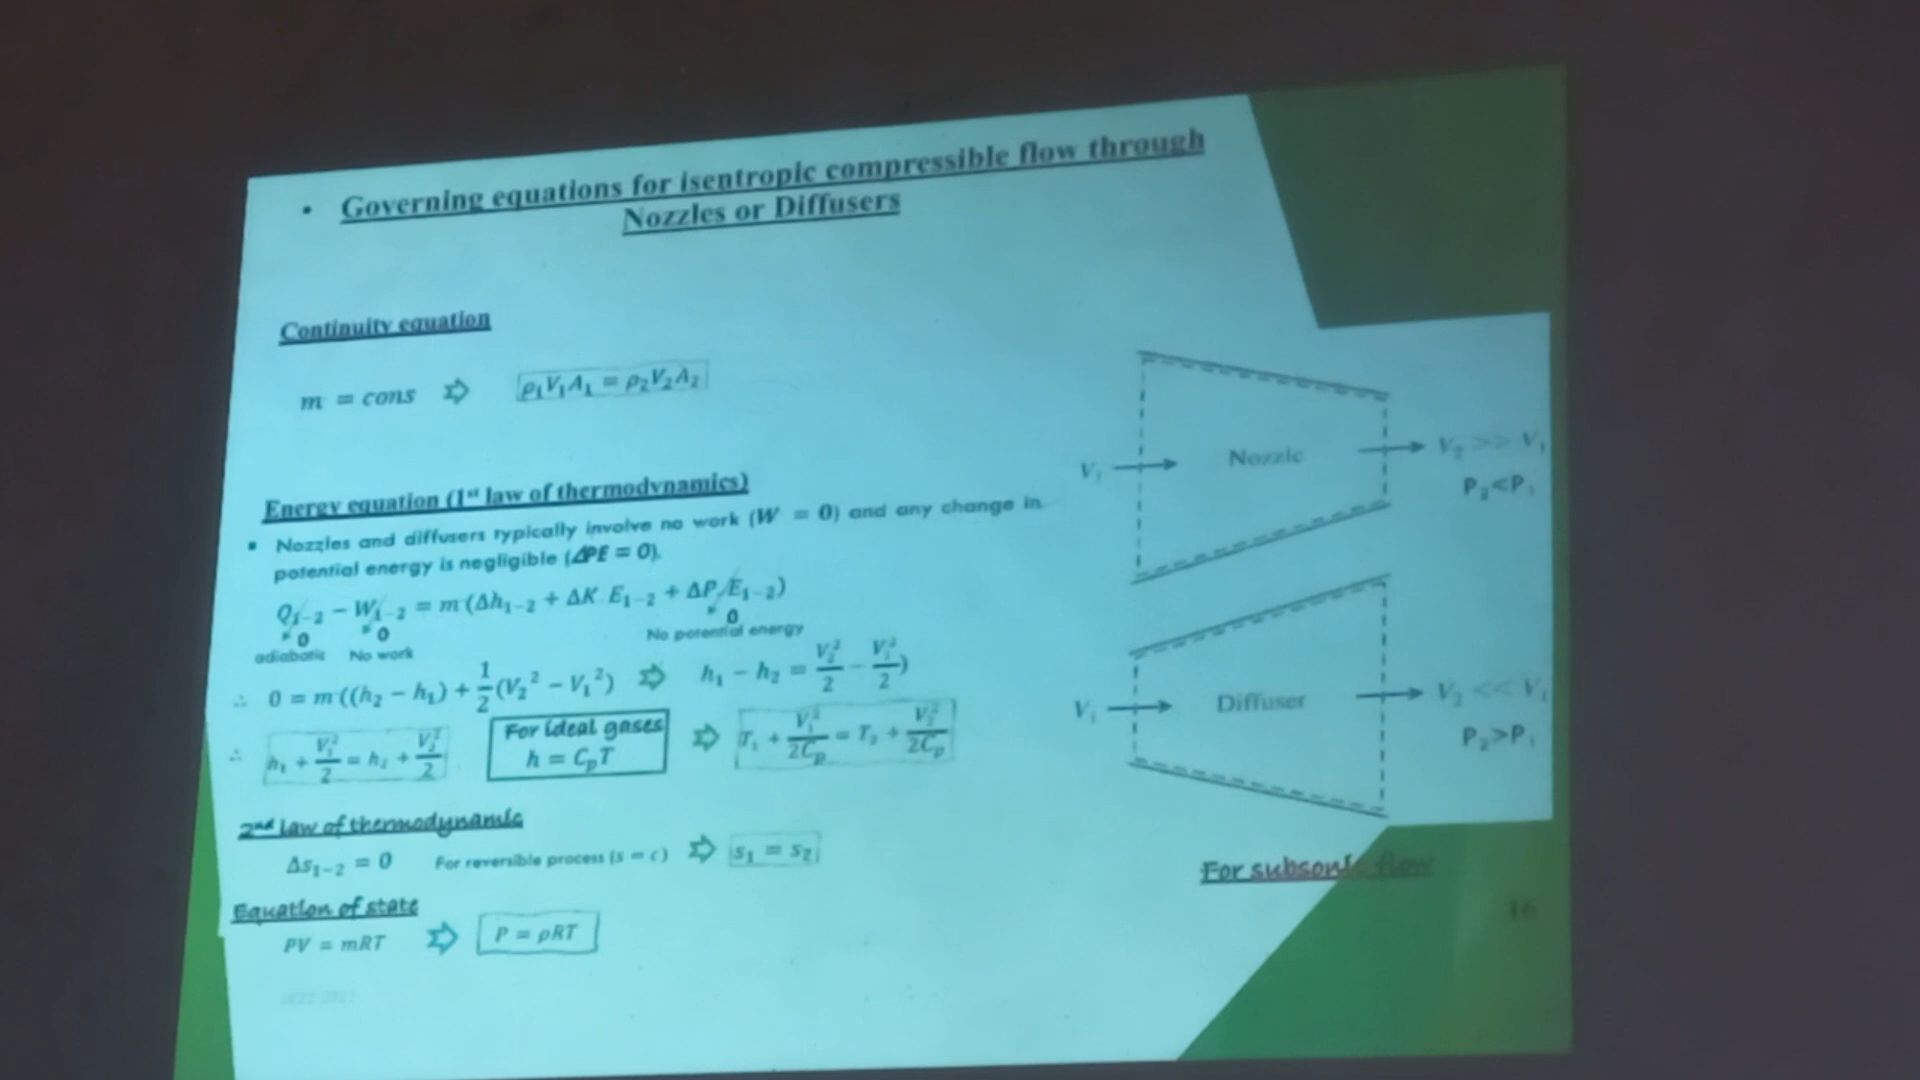 • Governing equations for isentropic compressible flow through
Nozzles or Diffusers
Continuity equation
m = cons ⇨ ρ₁V₁A₁ = ρ₂V₂A₂
Energy equation (1ˢᵗ law of thermodynamics)
▪ Nozzles and diffusers typically involve no work (W = 0) and any change in
potential energy is negligible (ΔPE = 0).
Q₁₋₂ − W₁₋₂ = m (Δh₁₋₂ + ΔK.E₁₋₂ + ΔP.E₁₋₂)
0 0 0
adiabatic No work No potential energy
∴ 0 = m ((h₂ − h₁) + 1/2 (V₂² − V₁²) ⇨ h₁ − h₂ = V₂²/2 − V₁²/2)
∴ h₁ + V₁²/2 = h₂ + V₂²/2 For ideal gases ⇨ T₁ + V₁²/2Cₚ = T₂ + V₂²/2Cₚ
h = CₚT
2ⁿᵈ law of thermodynamic
Δs₁₋₂ = 0 For reversible process (s = c) ⇨ s₁ = s₂
Equation of state
PV = mRT ⇨ P = ρRT
V₁ Nozzle V₂ >> V₁
P₂<P₁
V₁ Diffuser V₂ << V₁
P₂>P₁
For subsonic flow
16